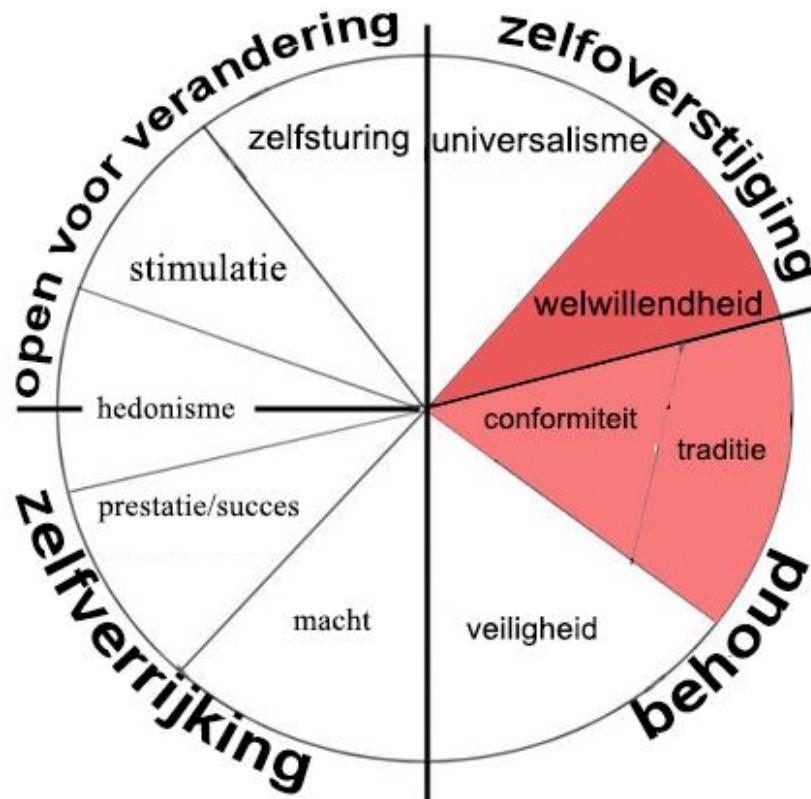 open voor verandering
zelfoverstijging
zelfsturing
universalisme
stimulatie
welwillendheid
hedonisme
conformiteit
traditie
prestatie/succes
macht
veiligheid
zelfverrijking
behoud